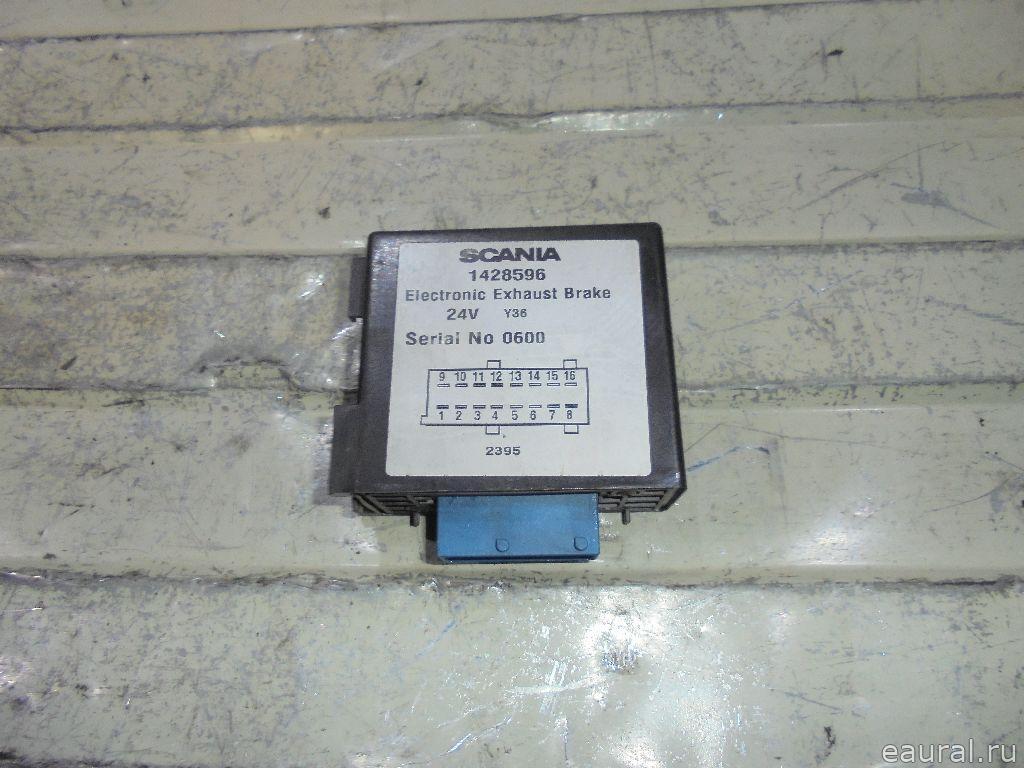 SCANIA
1428596
Electronic Exhaust Brake
24V Y36
Serial No 0600
9 10 11 12 13 14 15 16
1 2 3 4 5 6 7 8
2395
eaural.ru